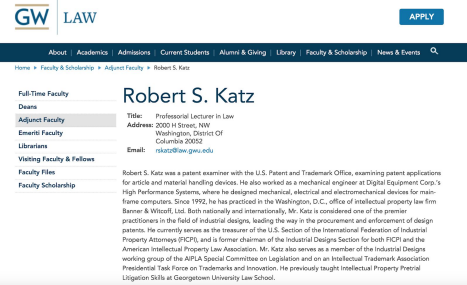 GW LAW
APPLY
About | Academics | Admissions | Current Students | Alumni & Giving | Library | Faculty & Scholarship | News & Events
Home ▸ Faculty & Scholarship ▸ Adjunct Faculty ▸ Robert S. Katz
Full-Time Faculty
Deans
Adjunct Faculty
Emeriti Faculty
Librarians
Visiting Faculty & Fellows
Faculty Files
Faculty Scholarship
Robert S. Katz
Title: Professorial Lecturer in Law
Address: 2000 H Street, NW
Washington, District Of
Columbia 20052
Email: rskatz@law.gwu.edu
Robert S. Katz was a patent examiner with the U.S. Patent and Trademark Office, examining patent applications
for article and material handling devices. He also worked as a mechanical engineer at Digital Equipment Corp.'s
High Performance Systems, where he designed mechanical, electrical and electromechanical devices for main-
frame computers. Since 1992, he has practiced in the Washington, D.C., office of intellectual property law firm
Banner & Witcoff, Ltd. Both nationally and internationally, Mr. Katz is considered one of the premier
practitioners in the field of industrial designs, leading the way in the procurement and enforcement of design
patents. He currently serves as the treasurer of the U.S. Section of the International Federation of Industrial
Property Attorneys (FICPI), and is former chairman of the Industrial Designs Section for both FICPI and the
American Intellectual Property Law Association. Mr. Katz also serves as a member of the Industrial Designs
working group of the AIPLA Special Committee on Legislation and on an Intellectual Trademark Association
Presidential Task Force on Trademarks and Innovation. He previously taught Intellectual Property Pretrial
Litigation Skills at Georgetown University Law School.